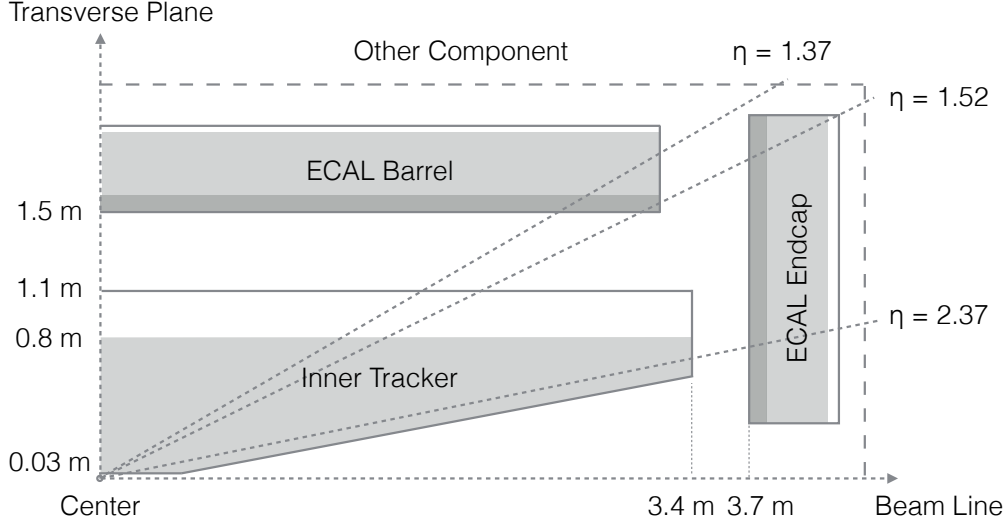 Transverse Plane
Other Component
η = 1.37
η = 1.52
ECAL Barrel
1.5 m
ECAL Endcap
1.1 m
η = 2.37
0.8 m
Inner Tracker
0.03 m
Center
3.4 m
3.7 m
Beam Line